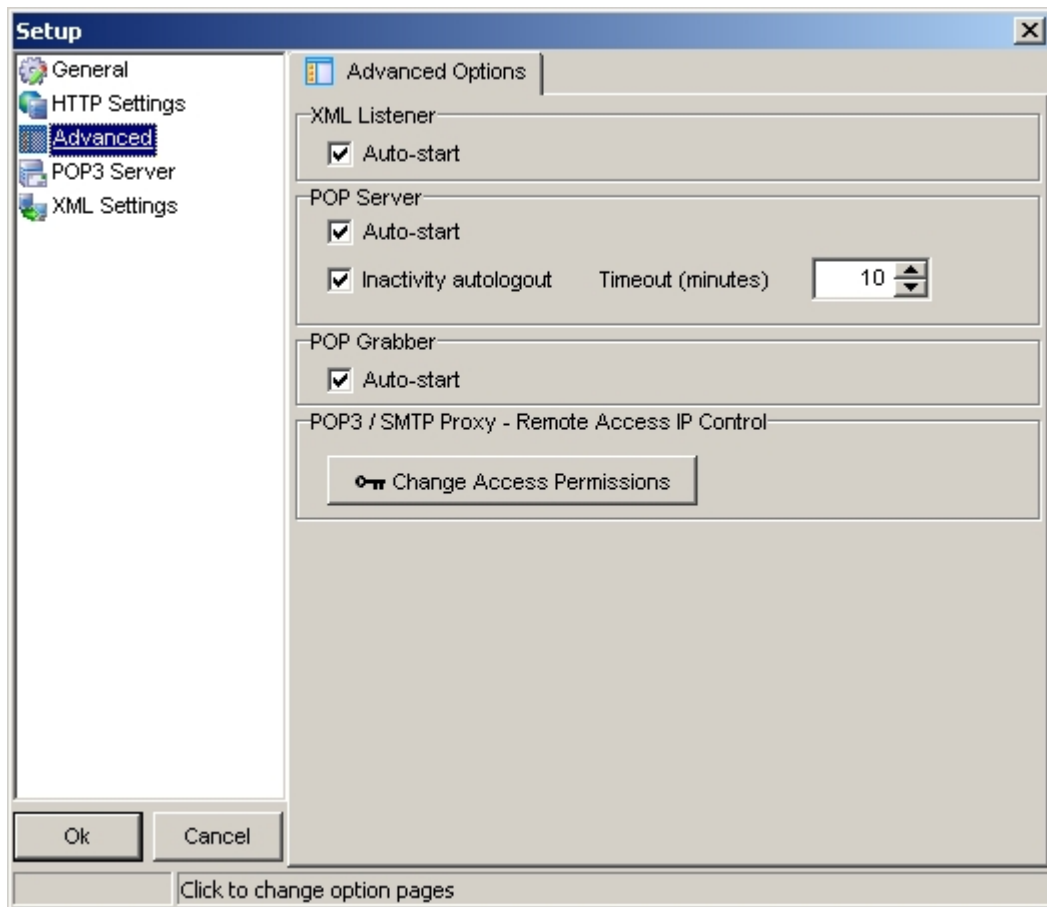 Setup
General
HTTP Settings
Advanced
POP3 Server
XML Settings
Advanced Options
XML Listener
Auto-start
POP Server
Auto-start
Inactivity autologout Timeout (minutes) 10
POP Grabber
Auto-start
POP3 / SMTP Proxy - Remote Access IP Control
Change Access Permissions
Ok Cancel
Click to change option pages